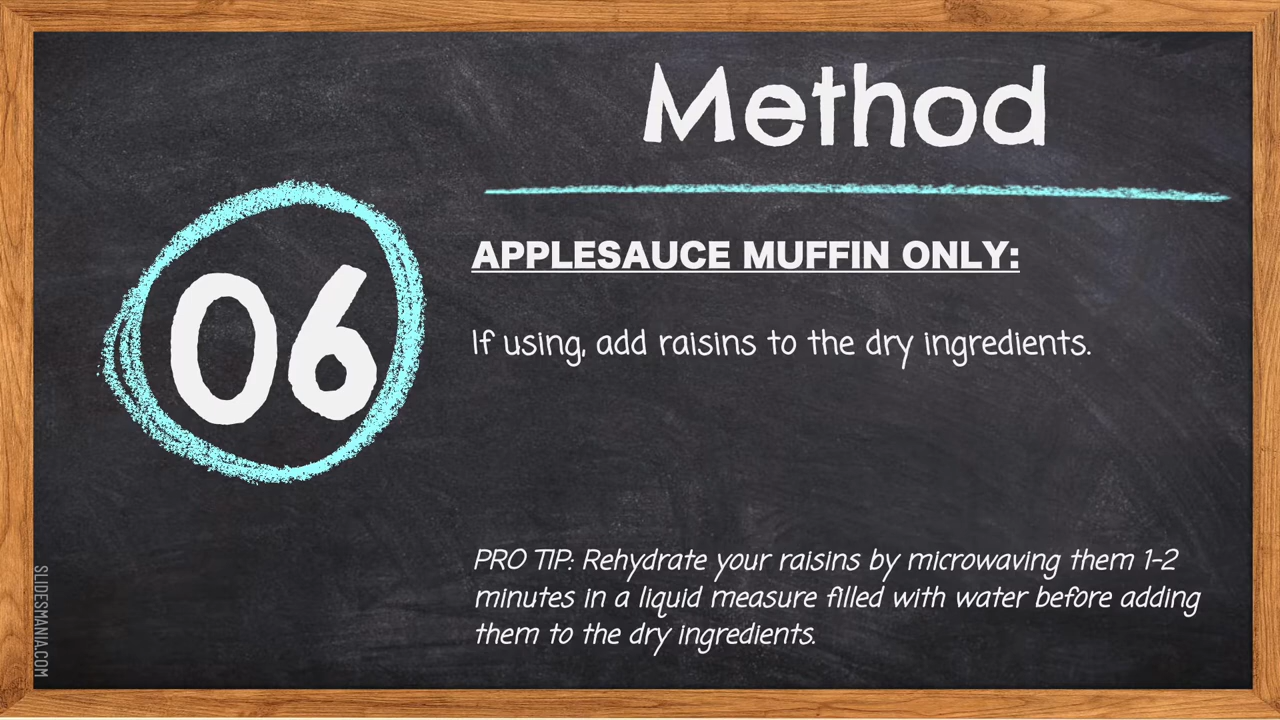 Method
06
APPLESAUCE MUFFIN ONLY:
If using, add raisins to the dry ingredients.
PRO TIP: Rehydrate your raisins by microwaving them 1-2
minutes in a liquid measure filled with water before adding
them to the dry ingredients.
SLIDESMANIA.COM